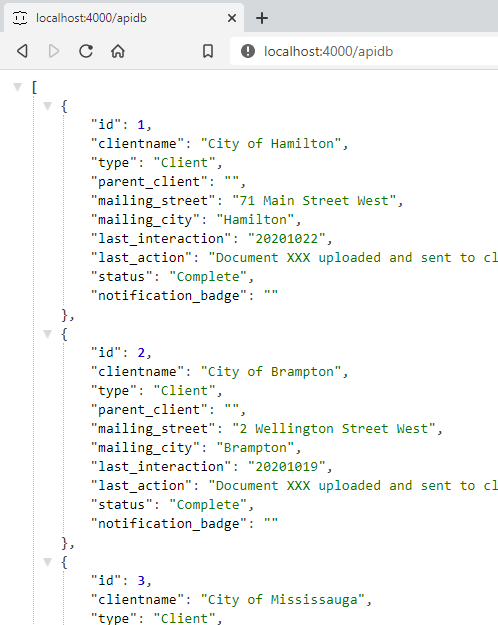 localhost:4000/apidb
localhost:4000/apidb
[
{
"id": 1,
"clientname": "City of Hamilton",
"type": "Client",
"parent_client": "",
"mailing_street": "71 Main Street West",
"mailing_city": "Hamilton",
"last_interaction": "20201022",
"last_action": "Document XXX uploaded and sent to cl
"status": "Complete",
"notification_badge": ""
},
{
"id": 2,
"clientname": "City of Brampton",
"type": "Client",
"parent_client": "",
"mailing_street": "2 Wellington Street West",
"mailing_city": "Brampton",
"last_interaction": "20201019",
"last_action": "Document XXX uploaded and sent to cl
"status": "Complete",
"notification_badge": ""
},
{
"id": 3,
"clientname": "City of Mississauga",
"type": "Client",